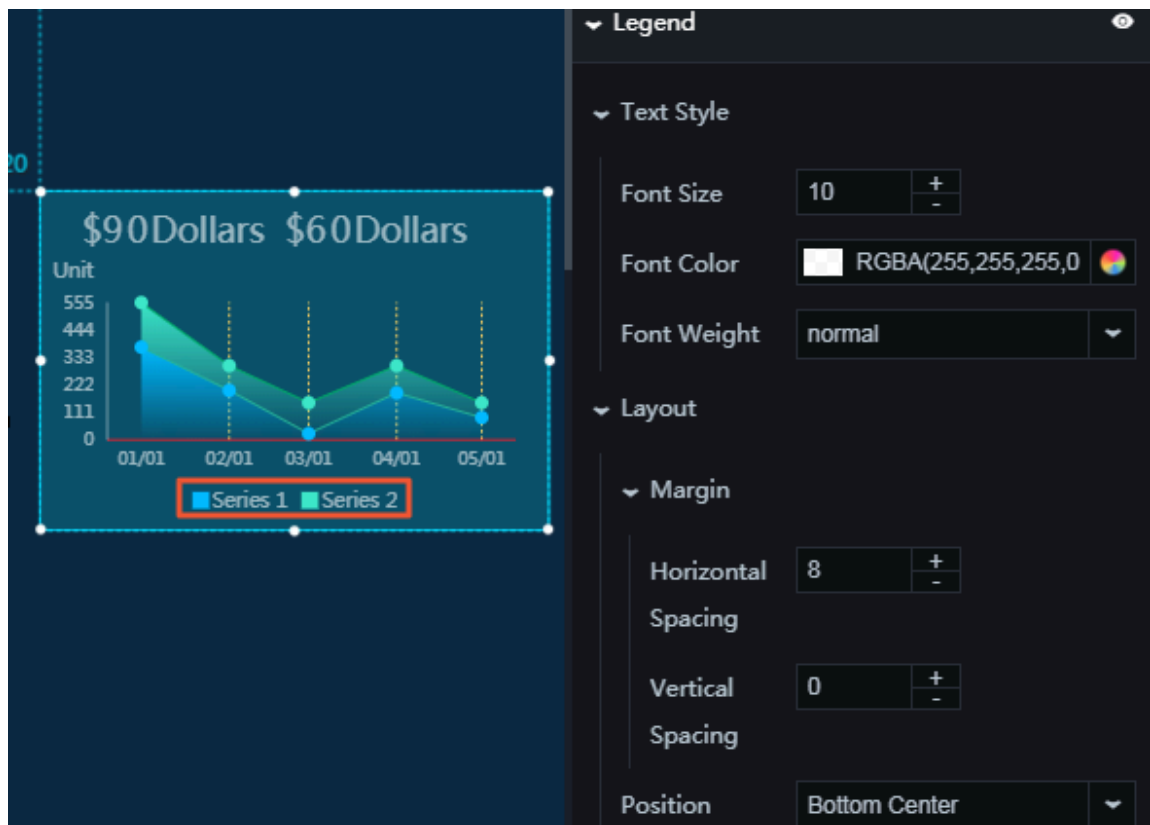 20
$90Dollars $60Dollars
Unit
555
444
333
222
111
0
01/01 02/01 03/01 04/01 05/01
Series 1 Series 2
Legend
Text Style
Font Size 10 + -
Font Color RGBA(255,255,255,0
Font Weight normal
Layout
Margin
Horizontal Spacing 8 + -
Vertical Spacing 0 + -
Position Bottom Center